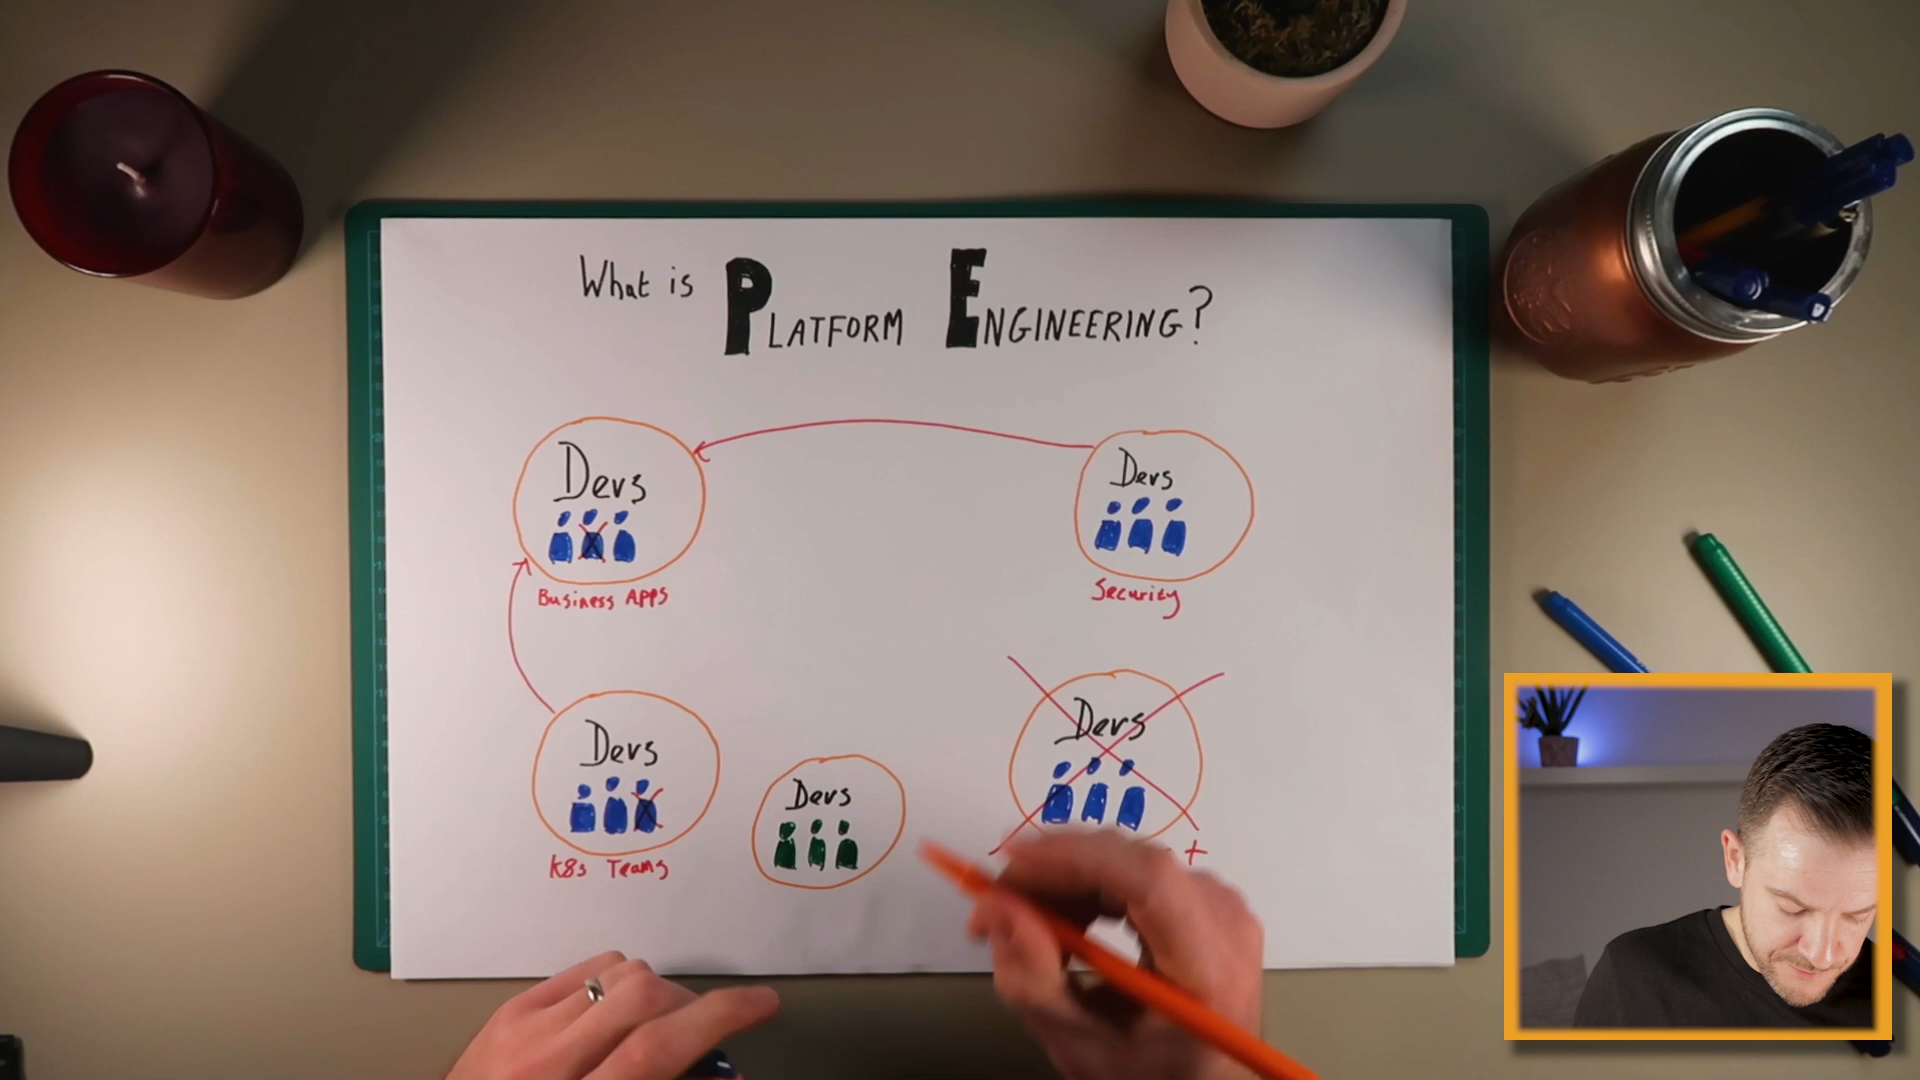 What is PLATFORM ENGINEERING?
Devs
Business Apps
Devs
Security
Devs
K8s Teams
Devs
Devs
+